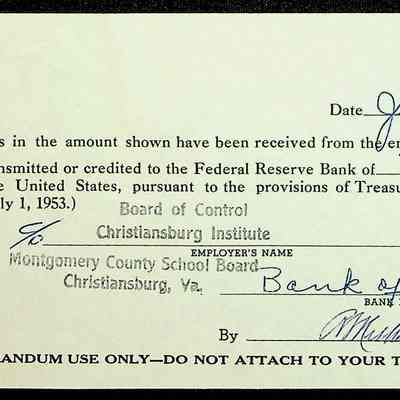 Date J
s in the amount shown have been received from the en
nsmitted or credited to the Federal Reserve Bank of
e United States, pursuant to the provisions of Treasu
ly 1, 1953.)
Board of Control
c/o Christiansburg Institute
EMPLOYER'S NAME
Montgomery County School Board
Christiansburg, Va.
Bank of
BANK
By
ANDUM USE ONLY—DO NOT ATTACH TO YOUR T